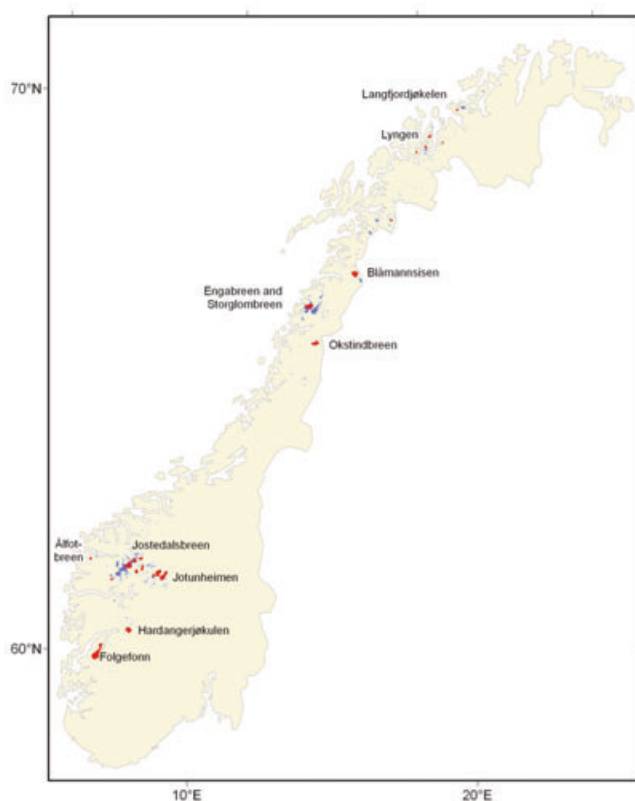 70°N
Langfjordjøkelen
Lyngen
Blåmannsisen
Engabreen and
Storglombreen
Okstindbreen
Ålfot-
breen
Jostedalsbreen
Jotunheimen
Hardangerjøkulen
60°N
Folgefonn
10°E
20°E